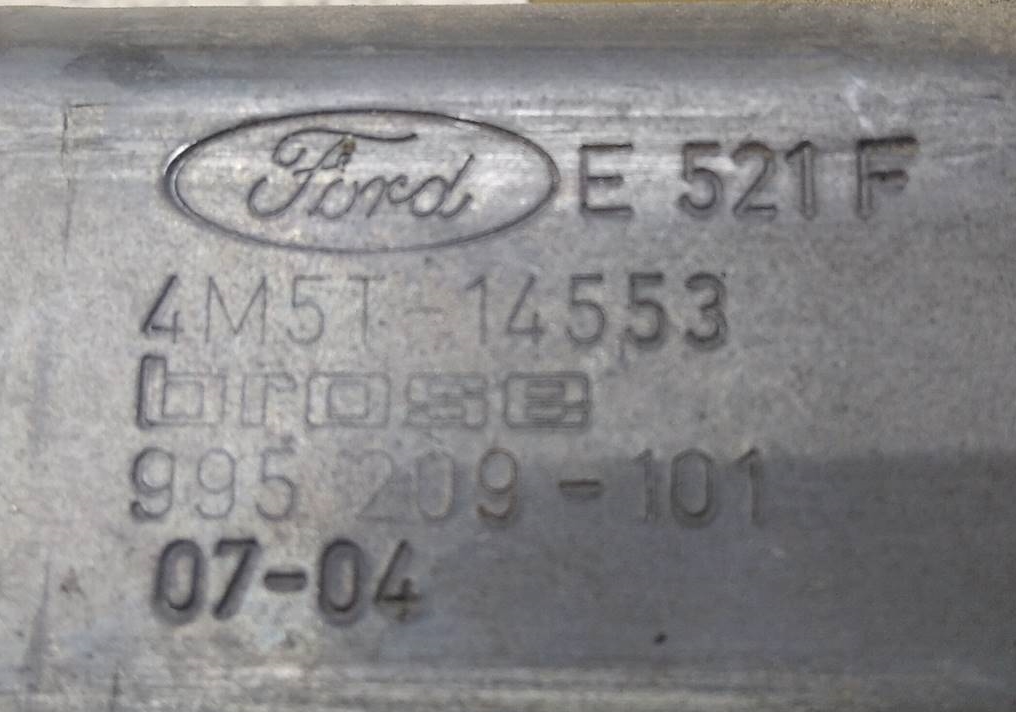 Ford E 521 F
4M5T-14553
brose
995 209-101
07-04